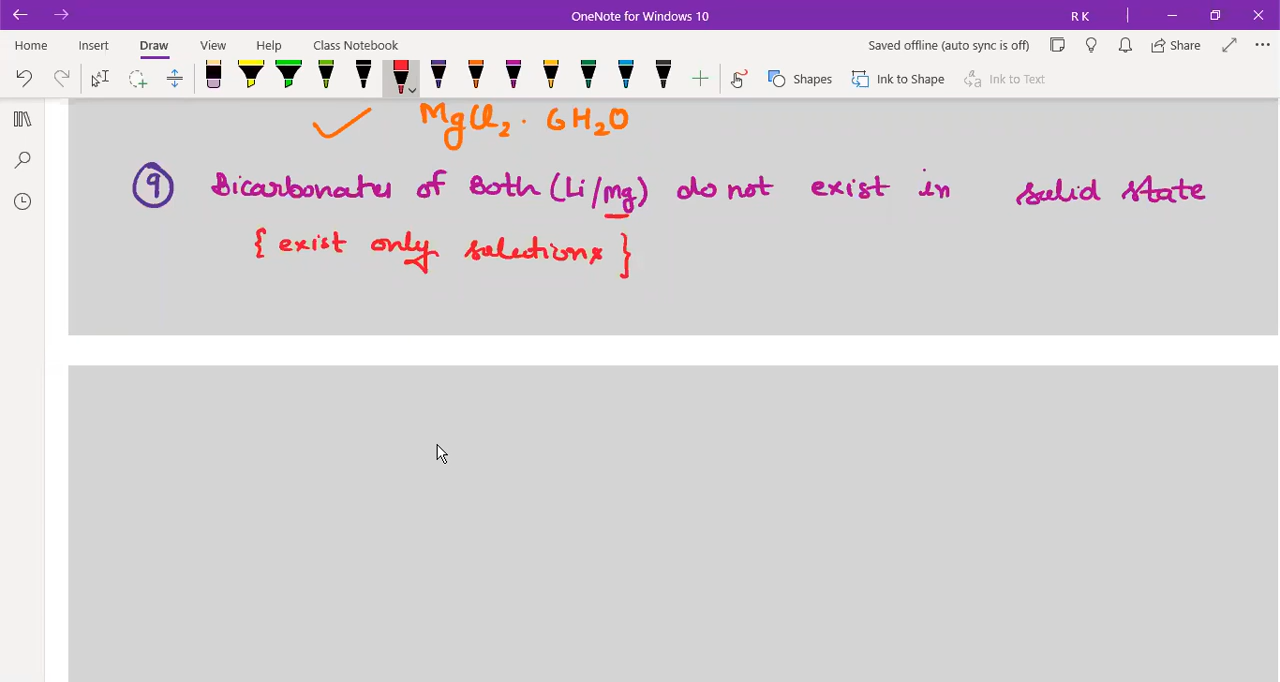 OneNote for Windows 10
R K
Home Insert Draw View Help Class Notebook
Saved offline (auto sync is off) Share
Shapes Ink to Shape Ink to Text
MgCl₂ · 6H₂O
9 Bicarbonates of Both (Li/mg) do not exist in solid state
{ exist only solutions }